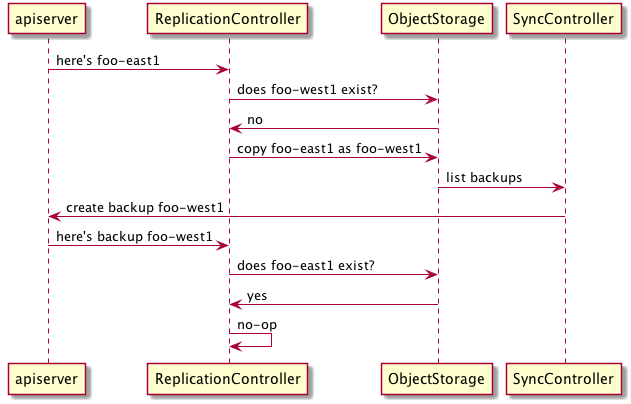 apiserver
ReplicationController
ObjectStorage
SyncController
here's foo-east1
does foo-west1 exist?
no
copy foo-east1 as foo-west1
list backups
create backup foo-west1
here's backup foo-west1
does foo-east1 exist?
yes
no-op
apiserver
ReplicationController
ObjectStorage
SyncController